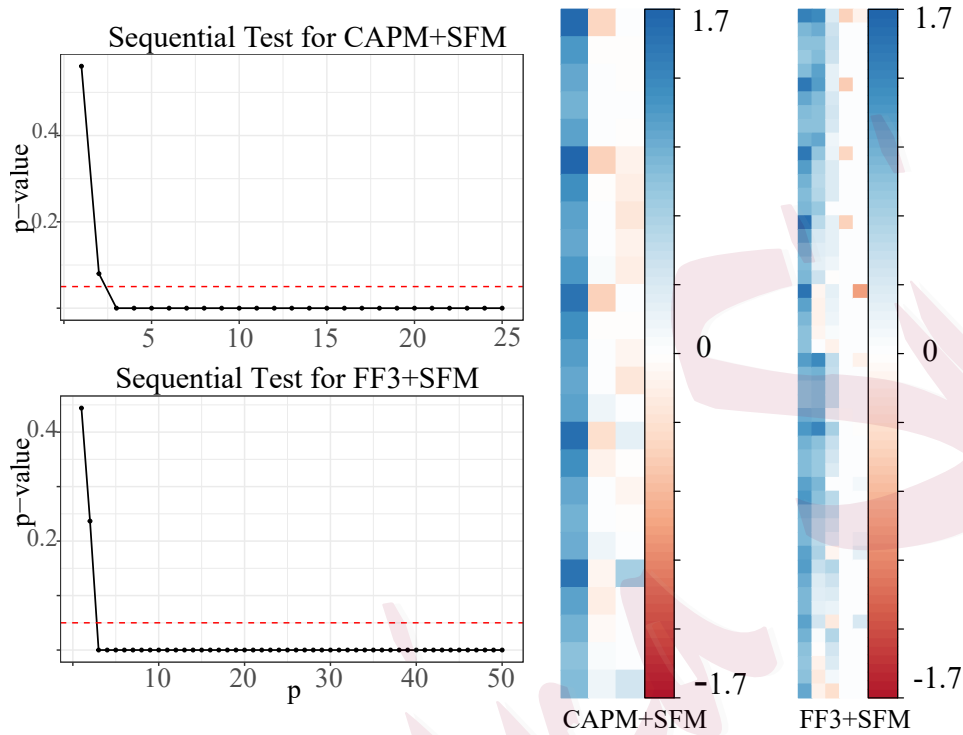 Sequential Test for CAPM+SFM
p−value
0.4
0.2
5
10
15
20
25
Sequential Test for FF3+SFM
p−value
0.4
0.2
10
20
30
40
50
p
1.7
0
-1.7
CAPM+SFM
1.7
0
-1.7
FF3+SFM